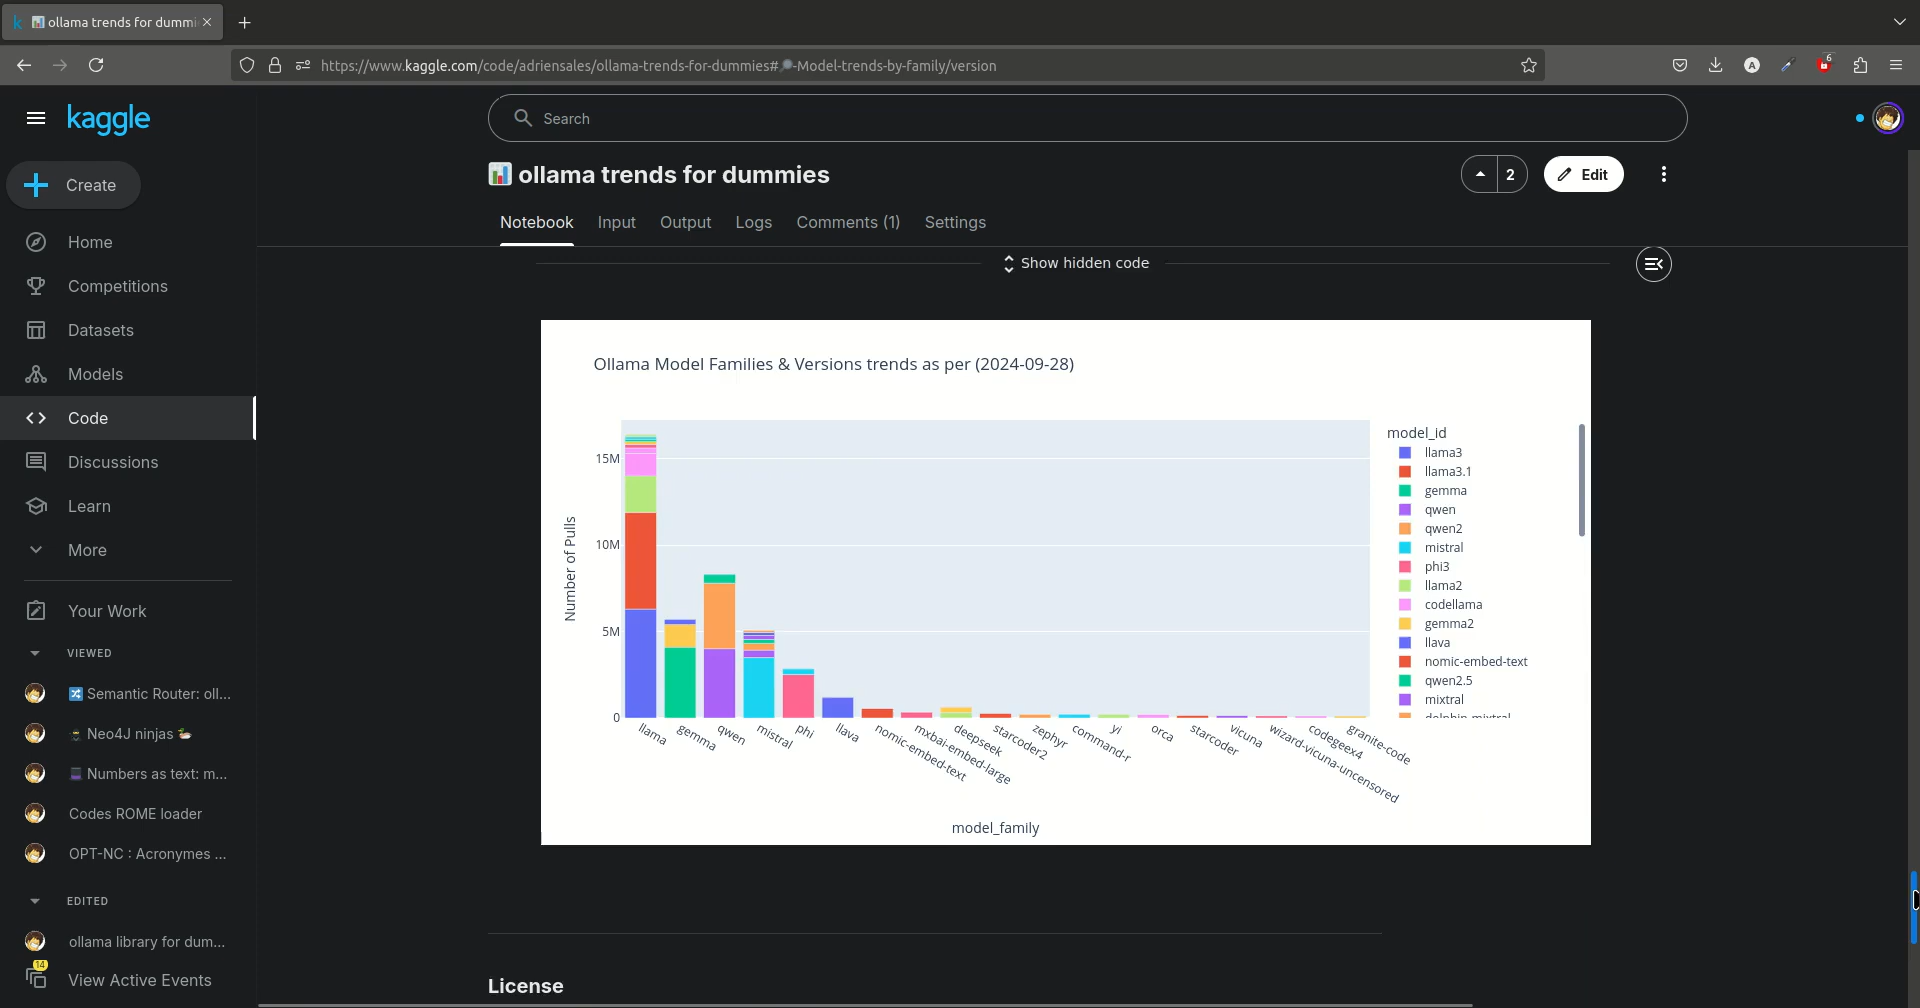 ollama trends for dummi
https://www.kaggle.com/code/adriensales/ollama-trends-for-dummies#🔎-Model-trends-by-family/version
A
6
kaggle
Search
Create
Home
Competitions
Datasets
Models
Code
Discussions
Learn
More
Your Work
VIEWED
Semantic Router: oll...
Neo4J ninjas
Numbers as text: m...
Codes ROME loader
OPT-NC : Acronymes ...
EDITED
ollama library for dum...
14
View Active Events
ollama trends for dummies
2
Edit
Notebook Input Output Logs Comments (1) Settings
Show hidden code
Ollama Model Families & Versions trends as per (2024-09-28)
Number of Pulls
15M
10M
5M
0
llama
gemma
qwen
mistral
phi
llava
nomic-embed-text
mxbai-embed-large
deepseek
starcoder2
zephyr
command-r
yi
orca
starcoder
vicuna
wizard-vicuna-uncensored
codegeex4
granite-code
model_family
model_id
llama3
llama3.1
gemma
qwen
qwen2
mistral
phi3
llama2
codellama
gemma2
llava
nomic-embed-text
qwen2.5
mixtral
dolphin-mixtral
License